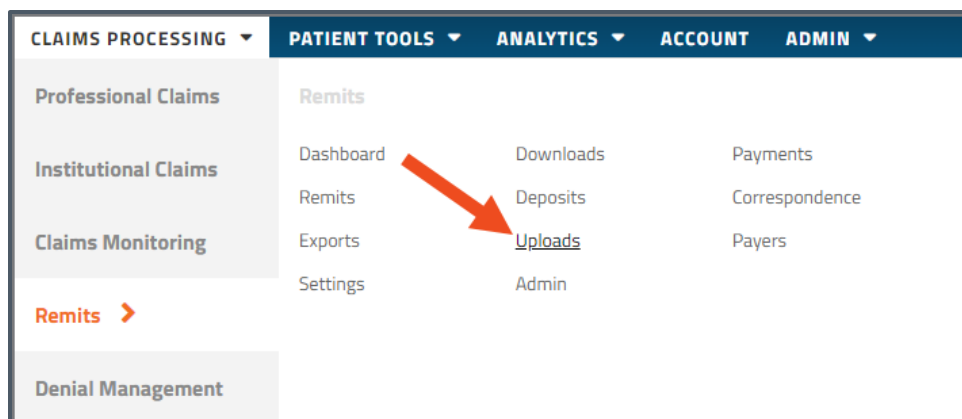 CLAIMS PROCESSING PATIENT TOOLS ANALYTICS ACCOUNT ADMIN
Professional Claims
Institutional Claims
Claims Monitoring
Remits
Denial Management
Remits
Dashboard Downloads Payments
Remits Deposits Correspondence
Exports Uploads Payers
Settings Admin